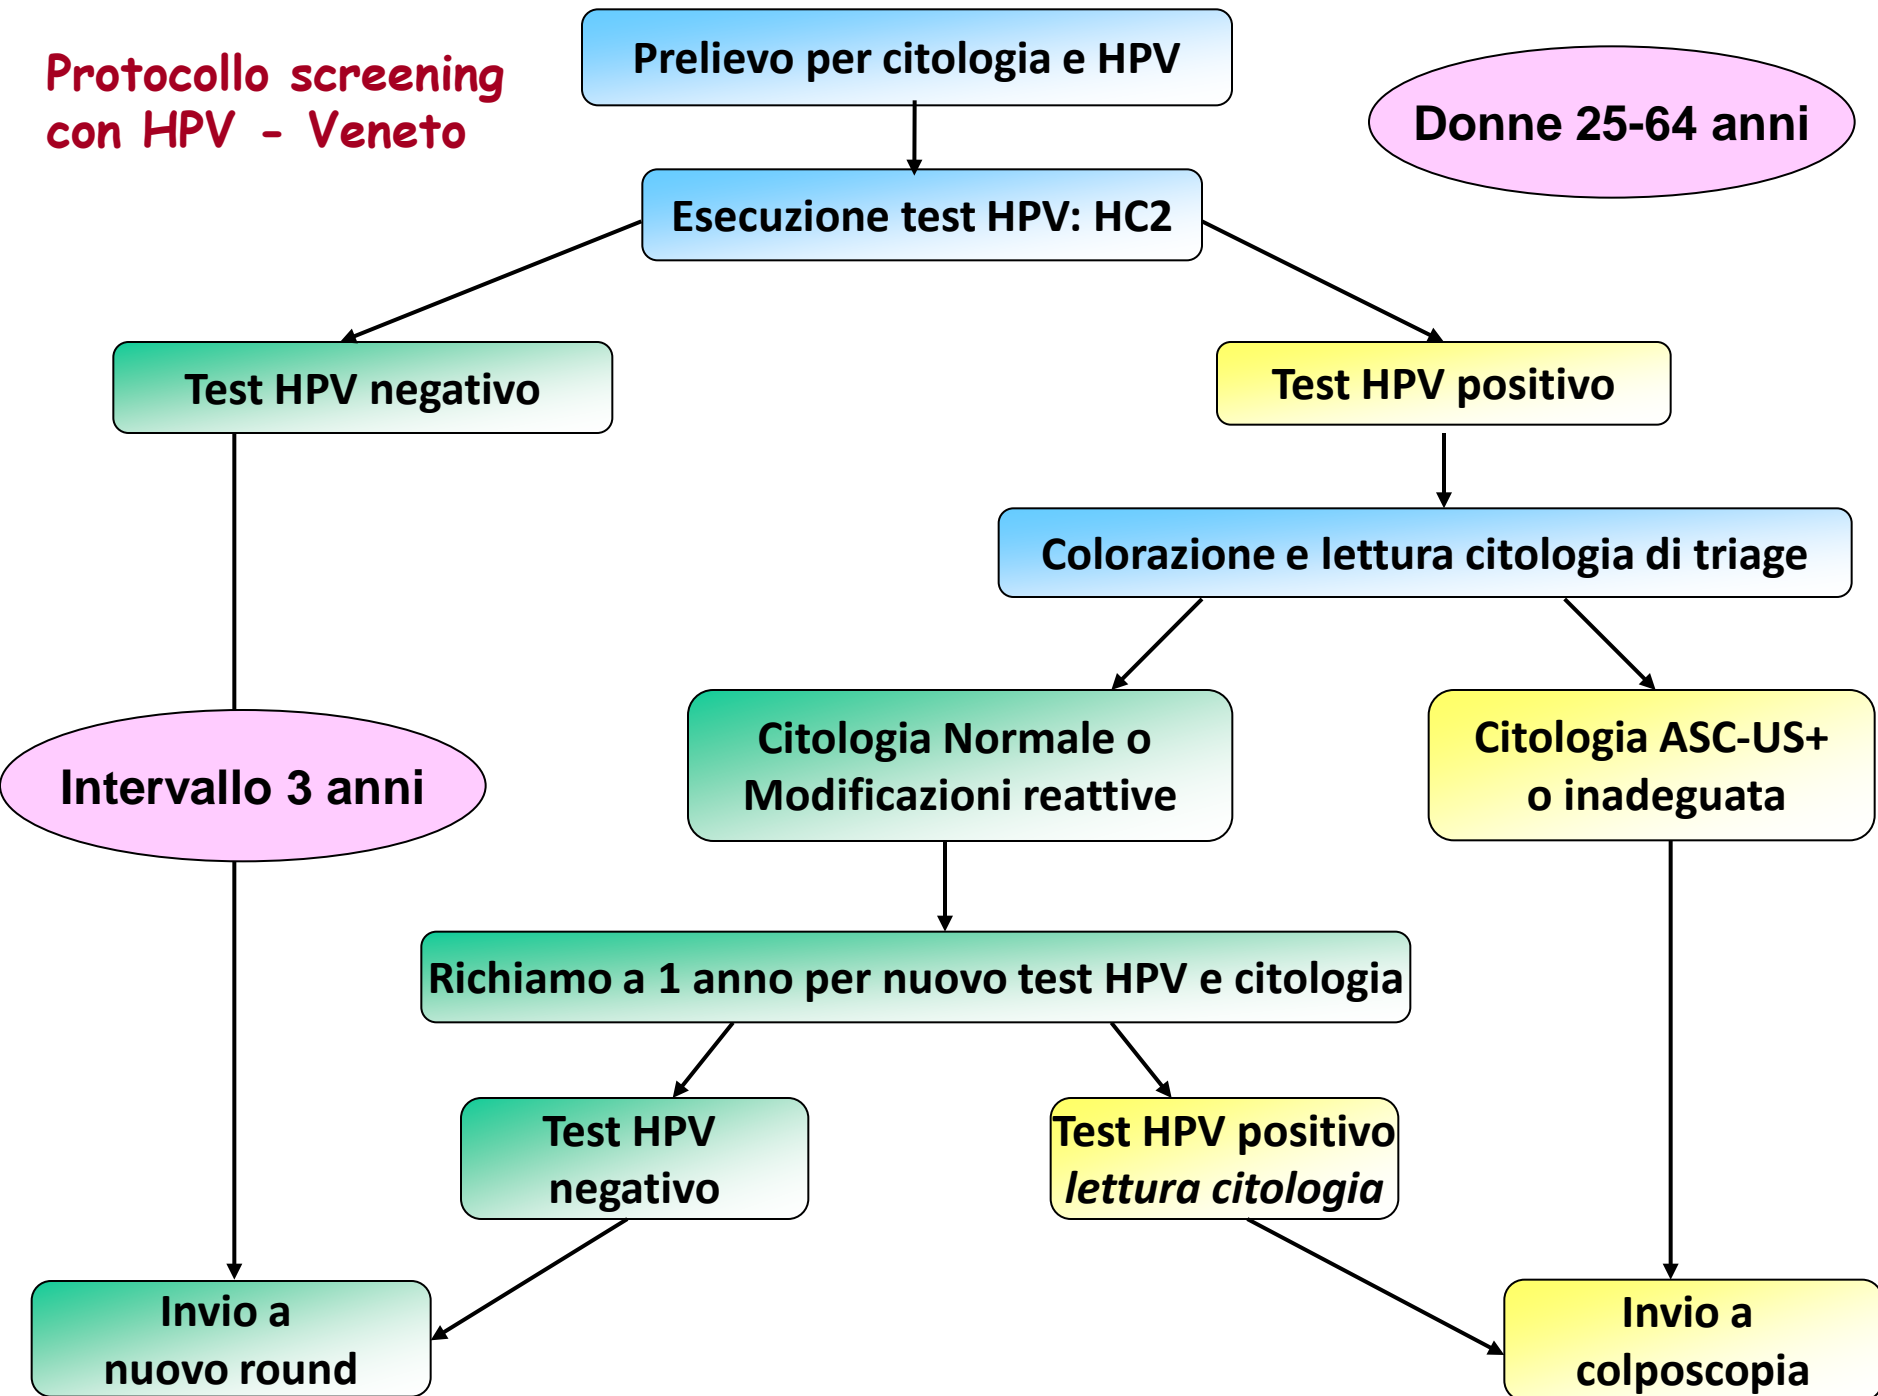 Protocollo screening
con HPV - Veneto
Prelievo per citologia e HPV
Donne 25-64 anni
Esecuzione test HPV: HC2
Test HPV negativo
Test HPV positivo
Colorazione e lettura citologia di triage
Citologia Normale o
Modificazioni reattive
Citologia ASC-US+
o inadeguata
Intervallo 3 anni
Richiamo a 1 anno per nuovo test HPV e citologia
Test HPV
negativo
Test HPV positivo
lettura citologia
Invio a
nuovo round
Invio a
colposcopia